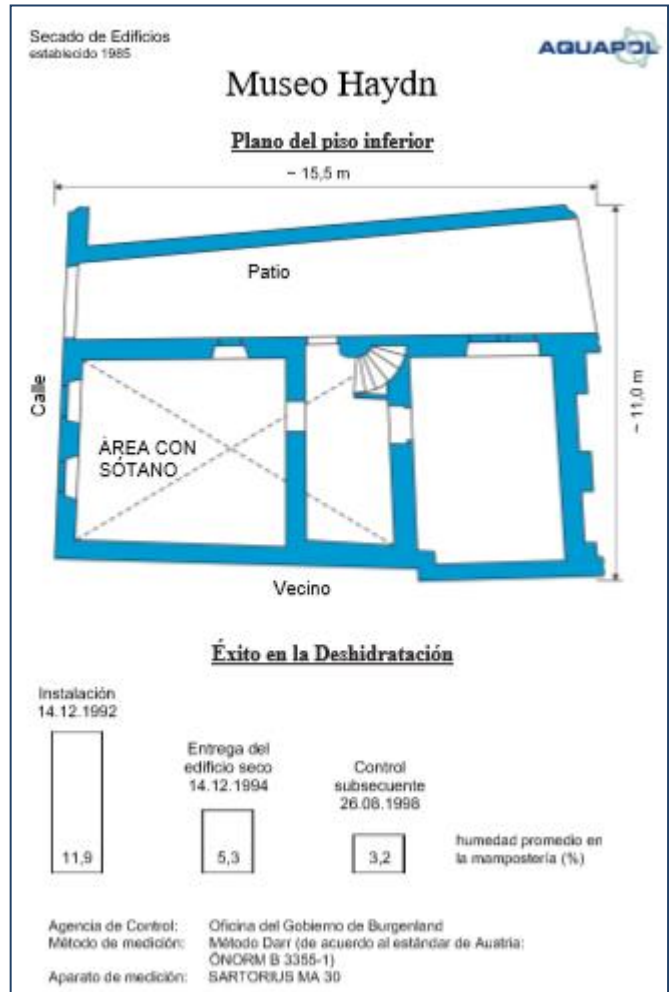 Secado de Edificios
establecido 1985
AQUAPOL
Museo Haydn
Plano del piso inferior
~ 15,5 m
Patio
Calle
~ 11,0 m
ÀREA CON
SÓTANO
Vecino
Éxito en la Deshidratación
Instalación
14.12.1992
Entrega del
edificio seco
14.12.1994
Control
subsecuente
26.08.1998
11,9
5,3
3,2
humedad promedio en
la mampostería (%)
Agencia de Control: Oficina del Gobierno de Burgenland
Método de medición: Método Darr (de acuerdo al estándar de Austria:
ÖNORM B 3355-1)
Aparato de medición: SARTORIUS MA 30